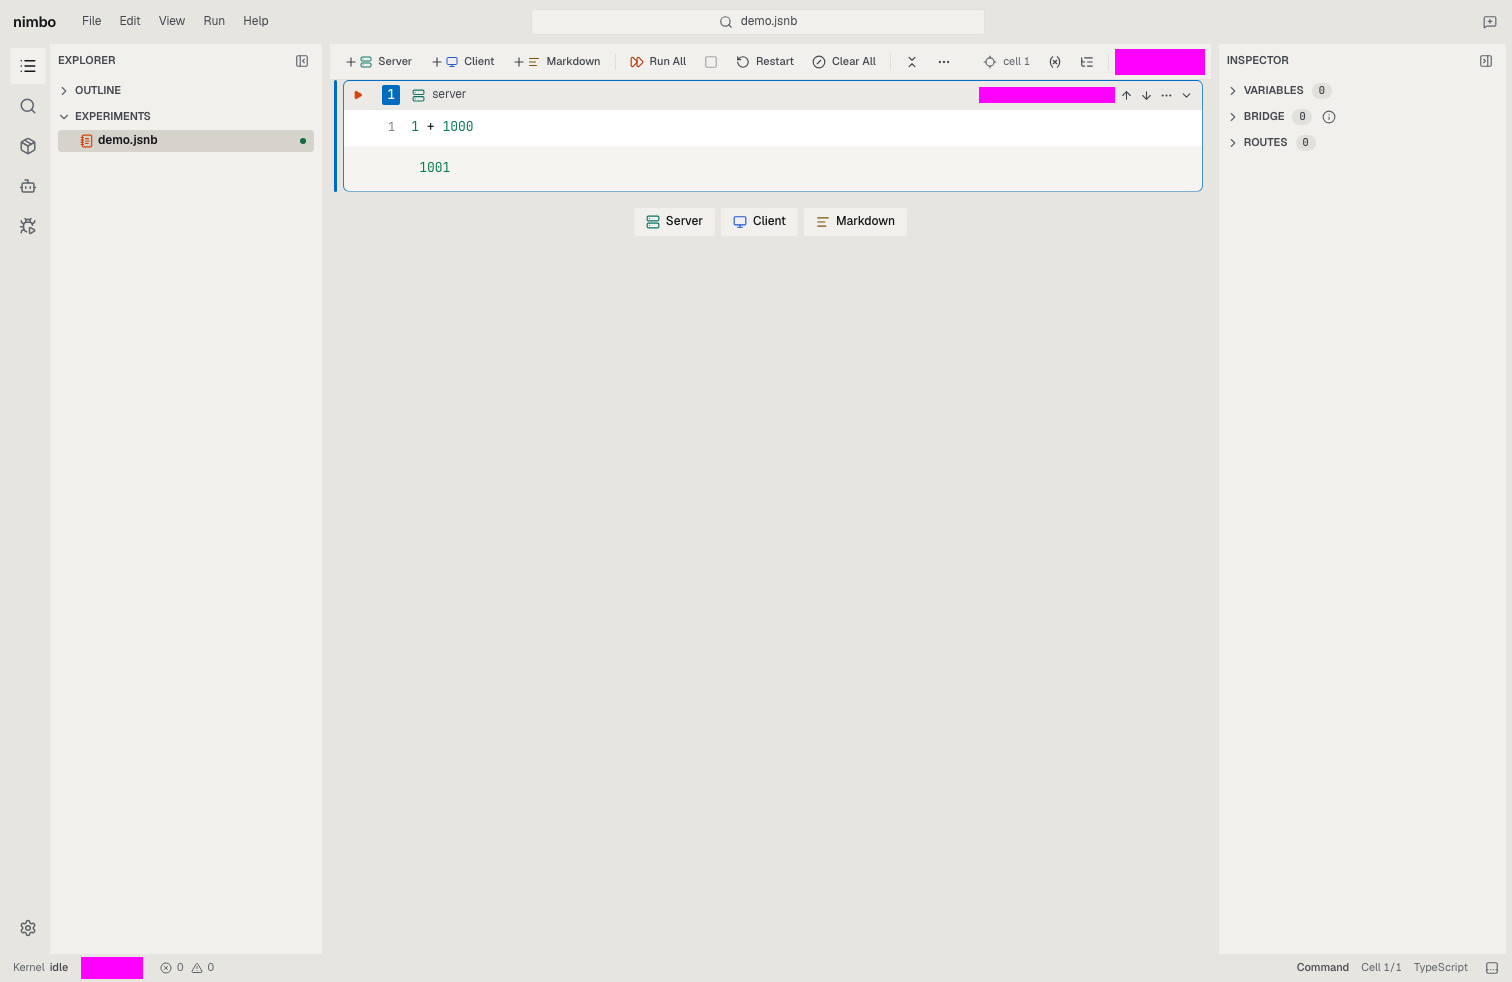 nimbo File Edit View Run Help demo.jsnb
EXPLORER
OUTLINE
EXPERIMENTS
demo.jsnb
Server Client Markdown Run All Restart Clear All cell 1
1 server
1 1 + 1000
1001
Server Client Markdown
INSPECTOR
VARIABLES 0
BRIDGE 0
ROUTES 0
Kernel idle 0 0 Command Cell 1/1 TypeScript